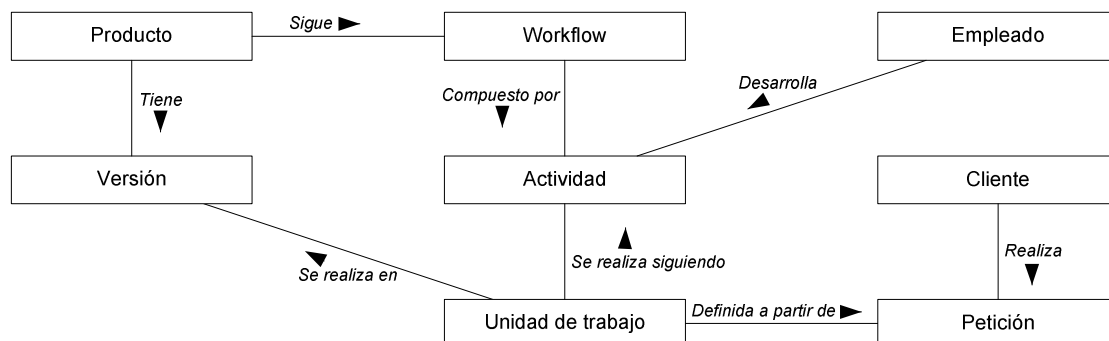 Producto
Sigue
Workflow
Empleado
Tiene
Compuesto por
Desarrolla
Versión
Actividad
Cliente
Se realiza en
Se realiza siguiendo
Realiza
Unidad de trabajo
Definida a partir de
Petición